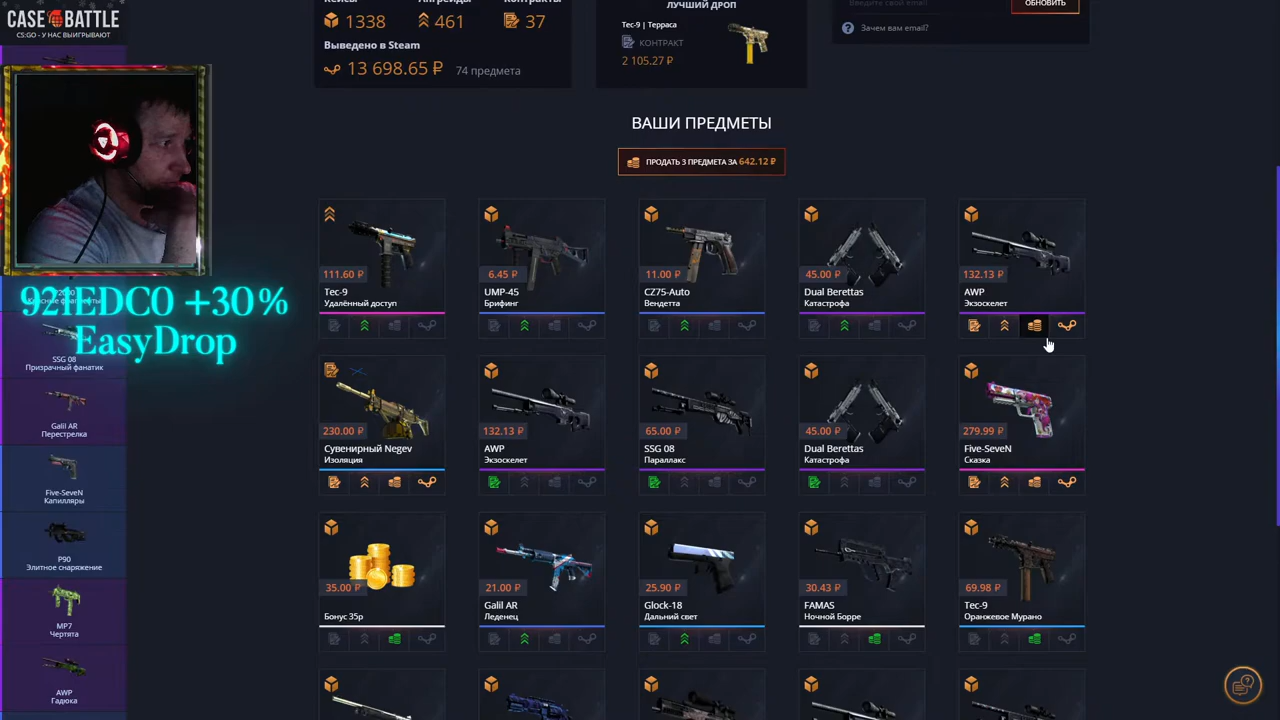 CASE BATTLE
CS:GO - У НАС ВЫИГРЫВАЮТ
1338
461
37
Выведено в Steam
13 698.65 ₽
74 предмета
ЛУЧШИЙ ДРОП
Tec-9 | Терраса
КОНТРАКТ
2 105.27 ₽
Введите свой email
ОБНОВИТЬ
Зачем вам email?
ВАШИ ПРЕДМЕТЫ
ПРОДАТЬ 3 ПРЕДМЕТА ЗА 642.12 ₽
921EDC0 +30%
EasyDrop
SSG 08
Призрачный фанатик
Galil AR
Перестрелка
Five-SeveN
Капилляры
P90
Элитное снаряжение
MP7
Чертята
AWP
Гадюка
111.60 ₽
Tec-9
Удалённый доступ
6.45 ₽
UMP-45
Брифинг
11.00 ₽
CZ75-Auto
Вендетта
45.00 ₽
Dual Berettas
Катастрофа
132.13 ₽
AWP
Экзоскелет
230.00 ₽
Сувенирный Negev
Изоляция
132.13 ₽
AWP
Экзоскелет
65.00 ₽
SSG 08
Параллакс
45.00 ₽
Dual Berettas
Катастрофа
279.99 ₽
Five-SeveN
Сказка
35.00 ₽
Бонус 35р
21.00 ₽
Galil AR
Леденец
25.90 ₽
Glock-18
Дальний свет
30.43 ₽
FAMAS
Ночной Борре
69.98 ₽
Tec-9
Оранжевое Мурано